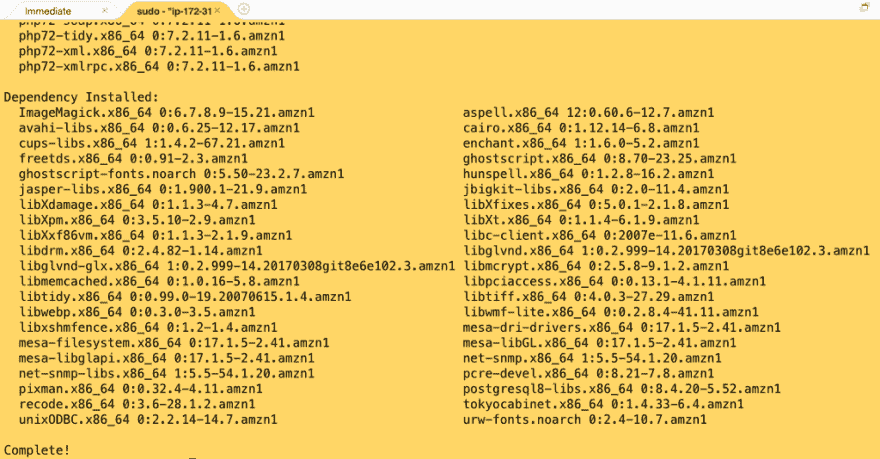 Immediate sudo - "ip-172-31
php72-soap.x86_64 0:7.2.11-1.6.amzn1
php72-tidy.x86_64 0:7.2.11-1.6.amzn1
php72-xml.x86_64 0:7.2.11-1.6.amzn1
php72-xmlrpc.x86_64 0:7.2.11-1.6.amzn1
Dependency Installed:
ImageMagick.x86_64 0:6.7.8.9-15.21.amzn1 aspell.x86_64 12:0.60.6-12.7.amzn1
avahi-libs.x86_64 0:0.6.25-12.17.amzn1 cairo.x86_64 0:1.12.14-6.8.amzn1
cups-libs.x86_64 1:1.4.2-67.21.amzn1 enchant.x86_64 1:1.6.0-5.2.amzn1
freetds.x86_64 0:0.91-2.3.amzn1 ghostscript.x86_64 0:8.70-23.25.amzn1
ghostscript-fonts.noarch 0:5.50-23.2.7.amzn1 hunspell.x86_64 0:1.2.8-16.2.amzn1
jasper-libs.x86_64 0:1.900.1-21.9.amzn1 jbigkit-libs.x86_64 0:2.0-11.4.amzn1
libXdamage.x86_64 0:1.1.3-4.7.amzn1 libXfixes.x86_64 0:5.0.1-2.1.8.amzn1
libXpm.x86_64 0:3.5.10-2.9.amzn1 libXt.x86_64 0:1.1.4-6.1.9.amzn1
libXxf86vm.x86_64 0:1.1.3-2.1.9.amzn1 libc-client.x86_64 0:2007e-11.6.amzn1
libdrm.x86_64 0:2.4.82-1.14.amzn1 libglvnd.x86_64 1:0.2.999-14.20170308git8e6e102.3.amzn1
libglvnd-glx.x86_64 1:0.2.999-14.20170308git8e6e102.3.amzn1 libmcrypt.x86_64 0:2.5.8-9.1.2.amzn1
libmemcached.x86_64 0:1.0.16-5.8.amzn1 libpciaccess.x86_64 0:0.13.1-4.1.11.amzn1
libtidy.x86_64 0:0.99.0-19.20070615.1.4.amzn1 libtiff.x86_64 0:4.0.3-27.29.amzn1
libwebp.x86_64 0:0.3.0-3.5.amzn1 libwmf-lite.x86_64 0:0.2.8.4-41.11.amzn1
libxshmfence.x86_64 0:1.2-1.4.amzn1 mesa-dri-drivers.x86_64 0:17.1.5-2.41.amzn1
mesa-filesystem.x86_64 0:17.1.5-2.41.amzn1 mesa-libGL.x86_64 0:17.1.5-2.41.amzn1
mesa-libglapi.x86_64 0:17.1.5-2.41.amzn1 net-snmp.x86_64 1:5.5-54.1.20.amzn1
net-snmp-libs.x86_64 1:5.5-54.1.20.amzn1 pcre-devel.x86_64 0:8.21-7.8.amzn1
pixman.x86_64 0:0.32.4-4.11.amzn1 postgresql8-libs.x86_64 0:8.4.20-5.52.amzn1
recode.x86_64 0:3.6-28.1.2.amzn1 tokyocabinet.x86_64 0:1.4.33-6.4.amzn1
unixODBC.x86_64 0:2.2.14-14.7.amzn1 urw-fonts.noarch 0:2.4-10.7.amzn1
Complete!